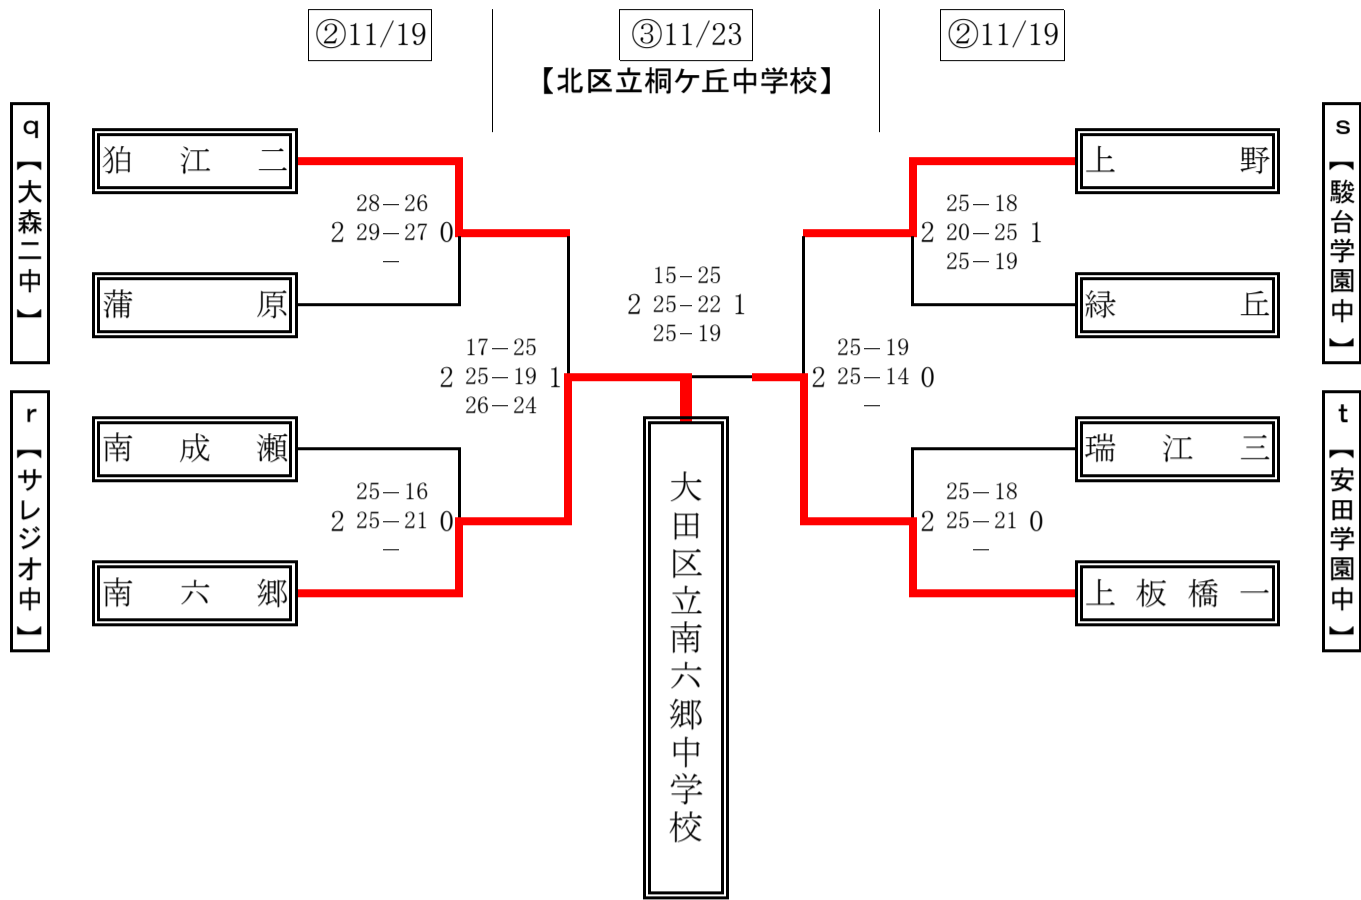 ②11/19
③11/23
②11/19
【北区立桐ケ丘中学校】
q【大森二中】
狛江二
28－26
2 29－27 0
－
蒲原
17－25
2 25－19 1
26－24
r【サレジオ中】
南成瀬
25－16
2 25－21 0
－
南六郷
15－25
2 25－22 1
25－19
大田区立南六郷中学校
s【駿台学園中】
上野
25－18
2 20－25 1
25－19
緑丘
25－19
2 25－14 0
－
t【安田学園中】
瑞江三
25－18
2 25－21 0
－
上板橋一